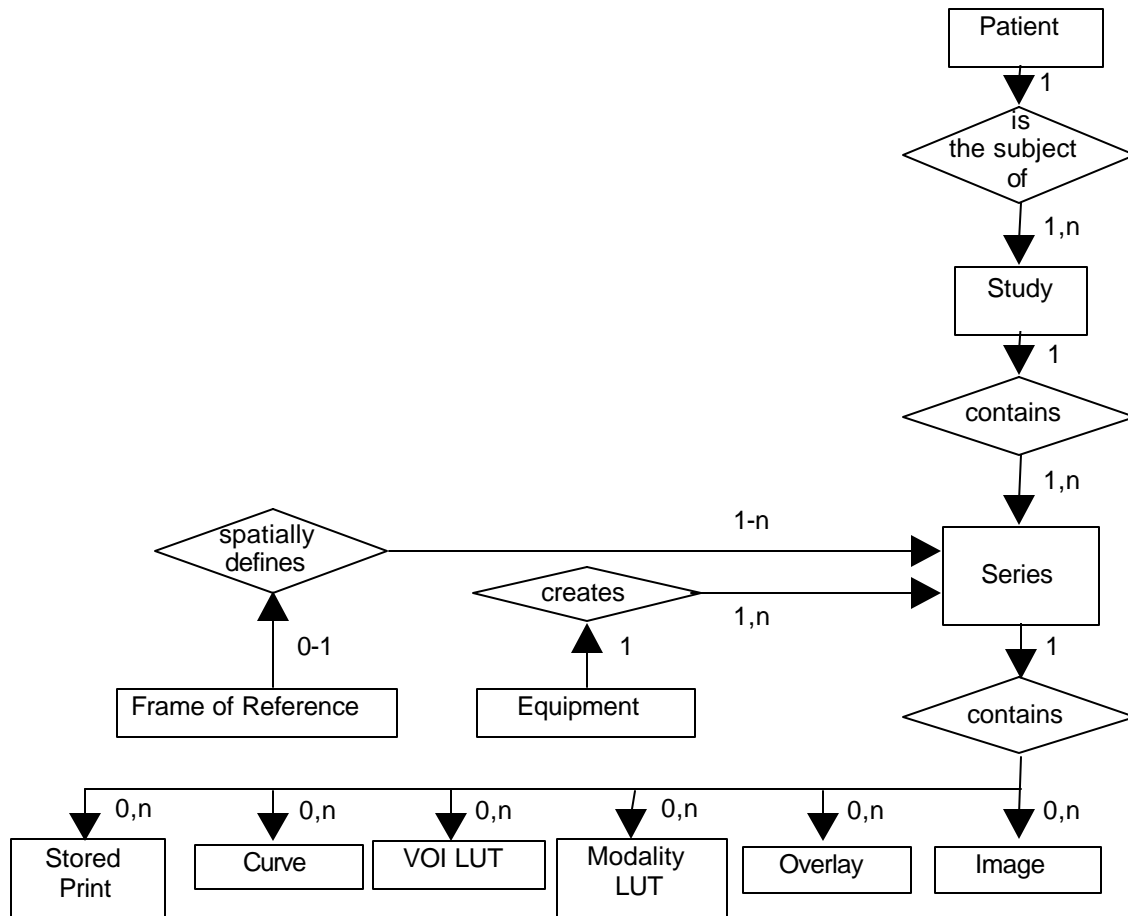 Patient
1
is
the subject
of
1,n
Study
1
contains
1,n
spatially
defines
1-n
Series
creates
1,n
0-1
1
1
Frame of Reference
Equipment
contains
0,n
0,n
0,n
0,n
0,n
0,n
Stored
Print
Curve
VOI LUT
Modality
LUT
Overlay
Image